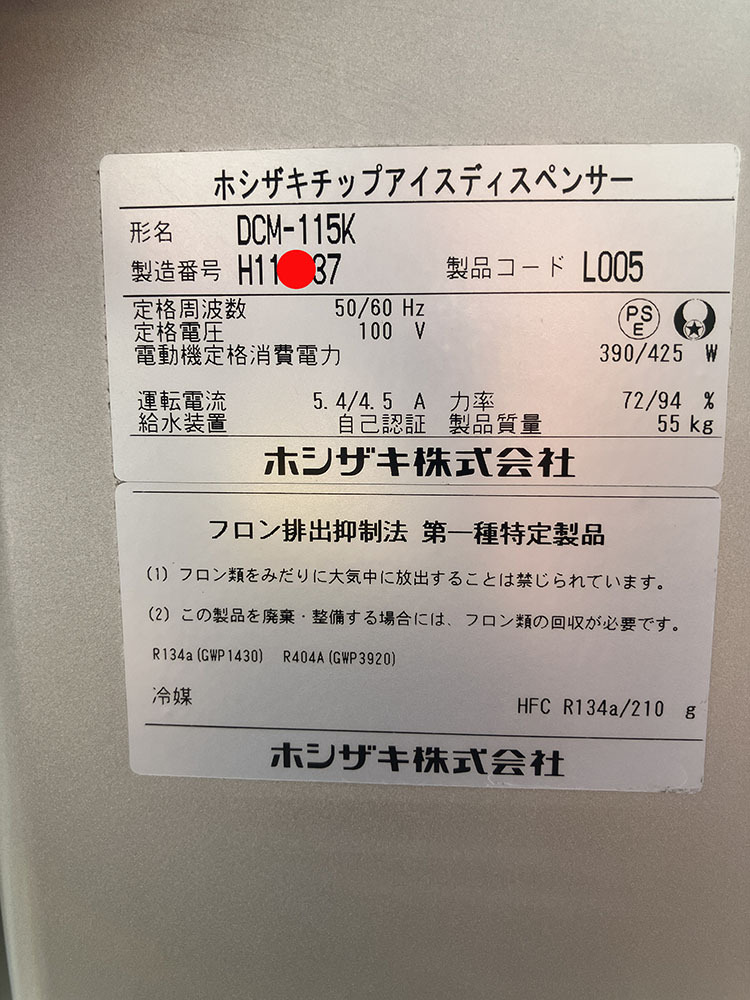 ホシザキチップアイスディスペンサー
形名 DCM-115K
製造番号 H11 37 製品コード L005
定格周波数 50/60 Hz
PS E
定格電圧 100 V
電動機定格消費電力 390/425 W
運転電流 5.4/4.5 A 力率 72/94 %
給水装置 自己認証 製品質量 55 kg
ホシザキ株式会社
フロン排出抑制法 第一種特定製品
(1) フロン類をみだりに大気中に放出することは禁じられています。
(2) この製品を廃棄・整備する場合には、フロン類の回収が必要です。
R134a(GWP1430) R404A(GWP3920)
冷媒 HFC R134a/210 g
ホシザキ株式会社